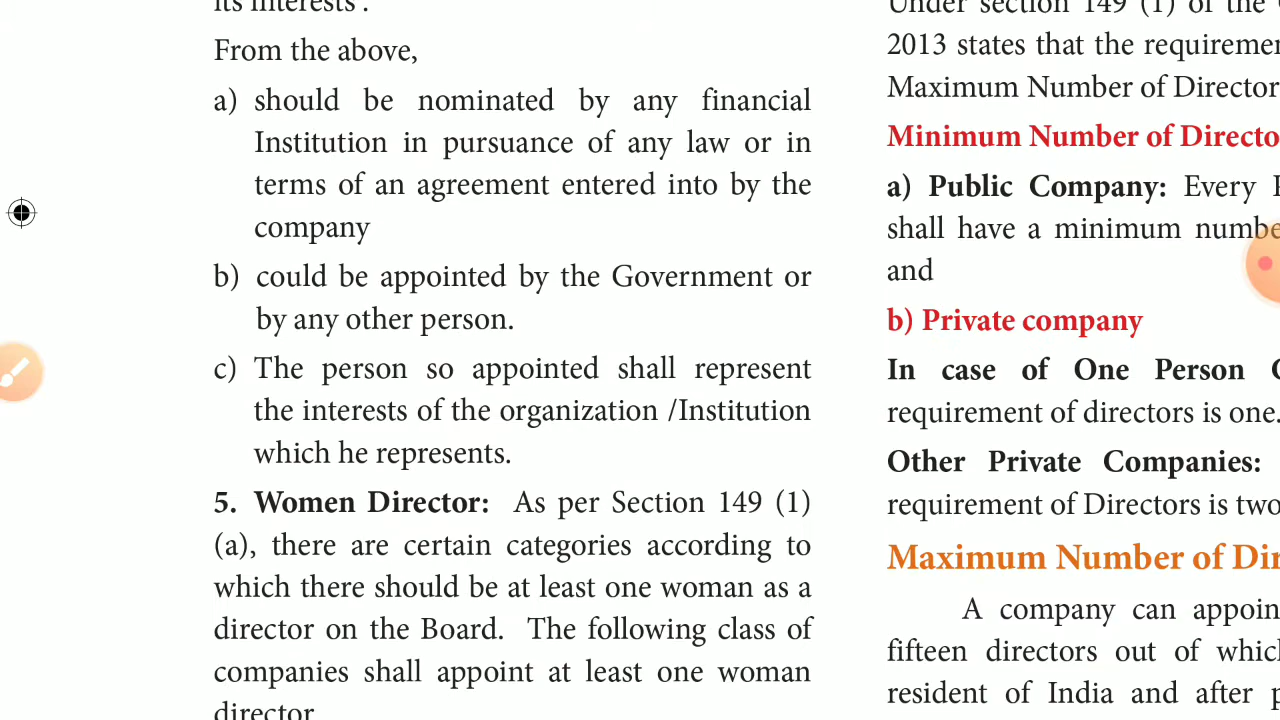 its interests'.
From the above,
a) should be nominated by any financial
Institution in pursuance of any law or in
terms of an agreement entered into by the
company
b) could be appointed by the Government or
by any other person.
c) The person so appointed shall represent
the interests of the organization /Institution
which he represents.
5. Women Director: As per Section 149 (1)
(a), there are certain categories according to
which there should be at least one woman as a
director on the Board. The following class of
companies shall appoint at least one woman
director
Under section 149 (1) of the
2013 states that the
Maximum Number of
Minimum Number of
a) Public Company: Every
shall have a minimum
and
b) Private company
In case of One Person
requirement of directors is one.
Other Private Companies:
requirement of Directors is two
Maximum Number of
A company can
fifteen directors out of
resident of India and after